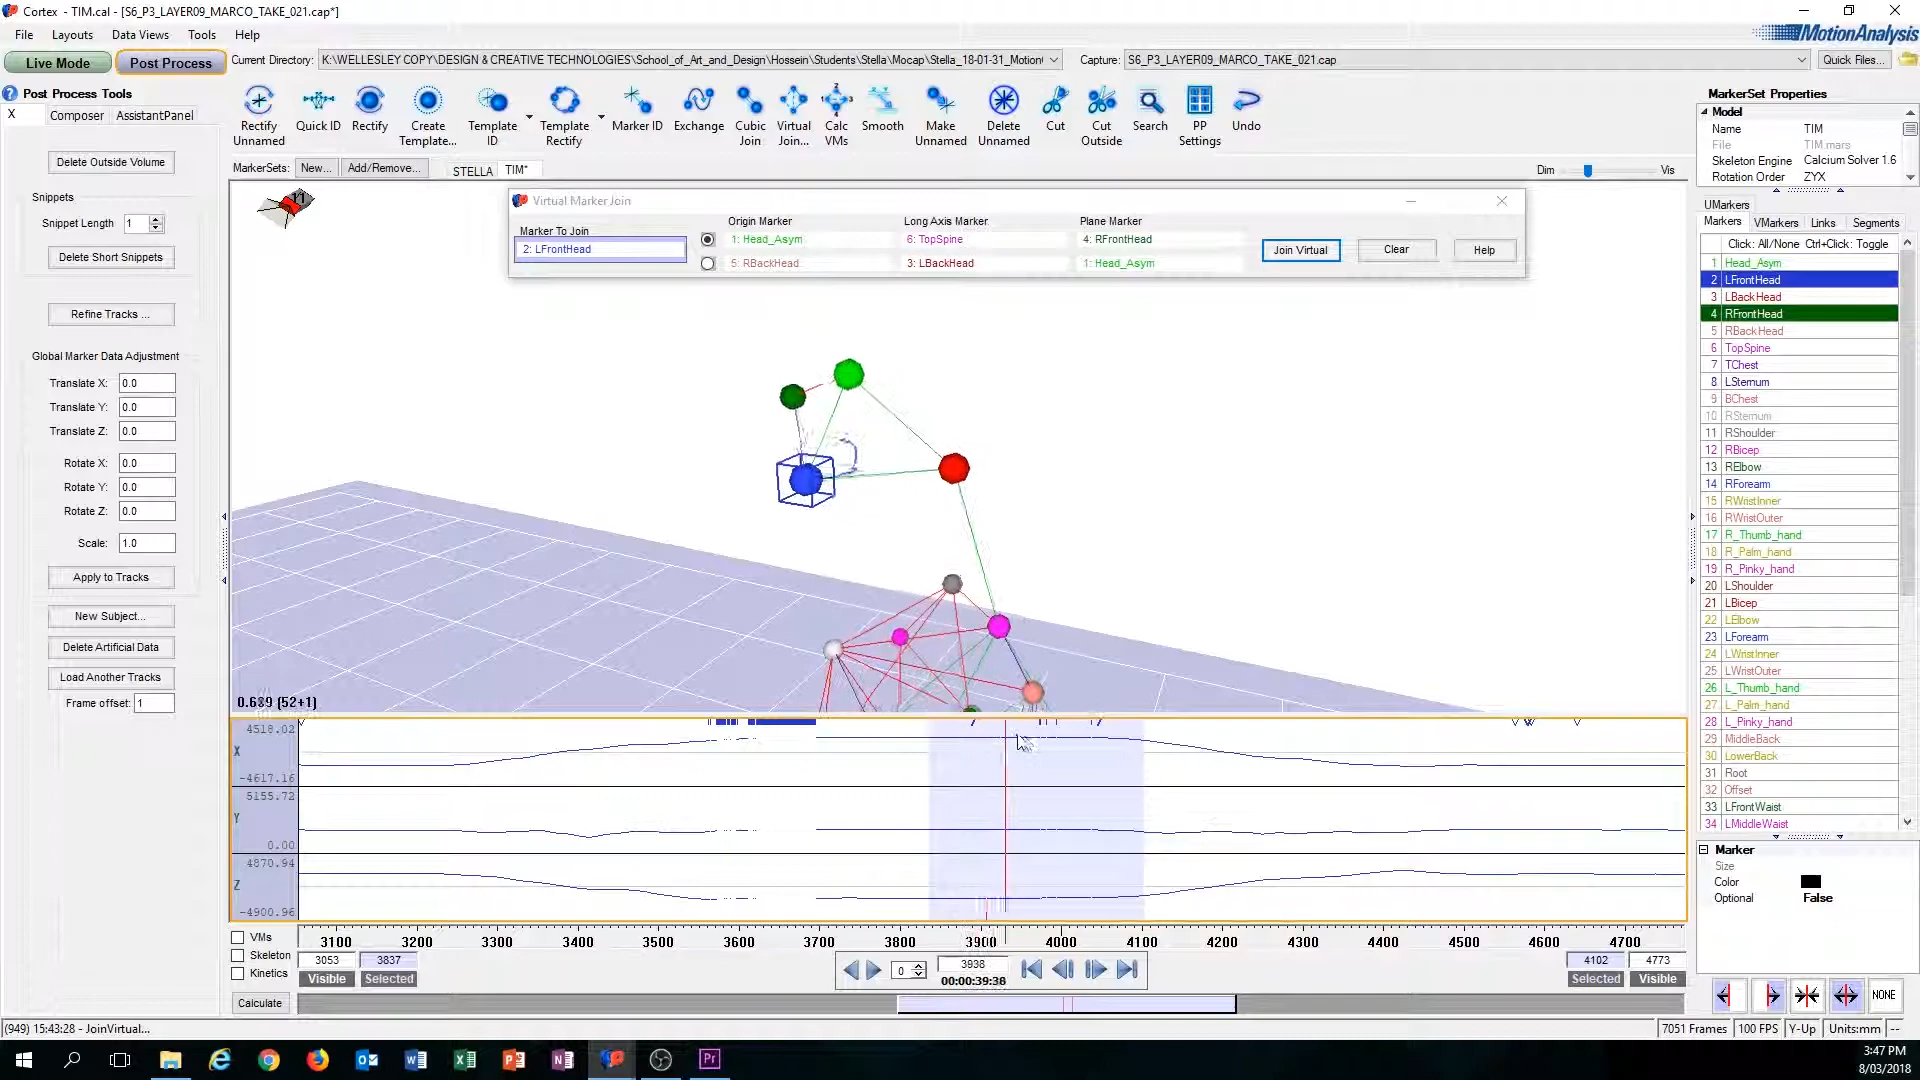 Cortex - TIM.cal - [S6_P3_LAYER09_MARCO_TAKE_021.cap*]
File Layouts Data Views Tools Help
MotionAnalysis
Live Mode Post Process Current Directory: K:\WELLESLEY COPY\DESIGN & CREATIVE TECHNOLOGIES\School_of_Art_and_Design\Hossein\Students\Stella\Mocap\Stella_18-01-31_Motion Capture: S6_P3_LAYER09_MARCO_TAKE_021.cap Quick Files...
Post Process Tools
X Composer AssistantPanel
Rectify Unnamed
Quick ID
Rectify
Create Template...
Template ID
Template Rectify
Marker ID
Exchange
Cubic Join
Virtual Join...
Calc VMs
Smooth
Make Unnamed
Delete Unnamed
Cut
Cut Outside
Search
PP Settings
Undo
MarkerSets: New... Add/Remove... STELLA TIM* Dim Vis
Delete Outside Volume
Snippets
Snippet Length 1
Delete Short Snippets
Refine Tracks ...
Global Marker Data Adjustment
Translate X: 0.0
Translate Y: 0.0
Translate Z: 0.0
Rotate X: 0.0
Rotate Y: 0.0
Rotate Z: 0.0
Scale: 1.0
Apply to Tracks
New Subject...
Delete Artificial Data
Load Another Tracks
Frame offset: 1
Virtual Marker Join
Marker To Join Origin Marker Long Axis Marker Plane Marker
2: LFrontHead 1: Head_Asym 6: TopSpine 4: RFrontHead
5: RBackHead 3: LBackHead 1: Head_Asym
Join Virtual Clear Help
0.689 (52+1)
4518.02
X
-4617.16
5155.72
Y
0.00
4870.94
Z
-4900.96
3100 3200 3300 3400 3500 3600 3700 3800 3900 4000 4100 4200 4300 4400 4500 4600 4700
VMs
Skeleton
Kinetics
3053 3837
Visible Selected
0 3938
00:00:39:38
4102 4773
Selected Visible
Calculate
MarkerSet Properties
Model
Name TIM
File TIM.mars
Skeleton Engine Calcium Solver 1.6
Rotation Order ZYX
UMarkers
Markers VMarkers Links Segments
Click: All/None Ctrl+Click: Toggle
1 Head_Asym
2 LFrontHead
3 LBackHead
4 RFrontHead
5 RBackHead
6 TopSpine
7 TChest
8 LSternum
9 BChest
10 RSternum
11 RShoulder
12 RBicep
13 RElbow
14 RForearm
15 RWristInner
16 RWristOuter
17 R_Thumb_hand
18 R_Palm_hand
19 R_Pinky_hand
20 LShoulder
21 LBicep
22 LElbow
23 LForearm
24 LWristInner
25 LWristOuter
26 L_Thumb_hand
27 L_Palm_hand
28 L_Pinky_hand
29 MiddleBack
30 LowerBack
31 Root
32 Offset
33 LFrontWaist
34 LMiddleWaist
Marker
Size
Color
Optional False
NONE
(949) 15:43:28 - JoinVirtual...
7051 Frames 100 FPS Y-Up Units:mm --
3:47 PM
8/03/2018